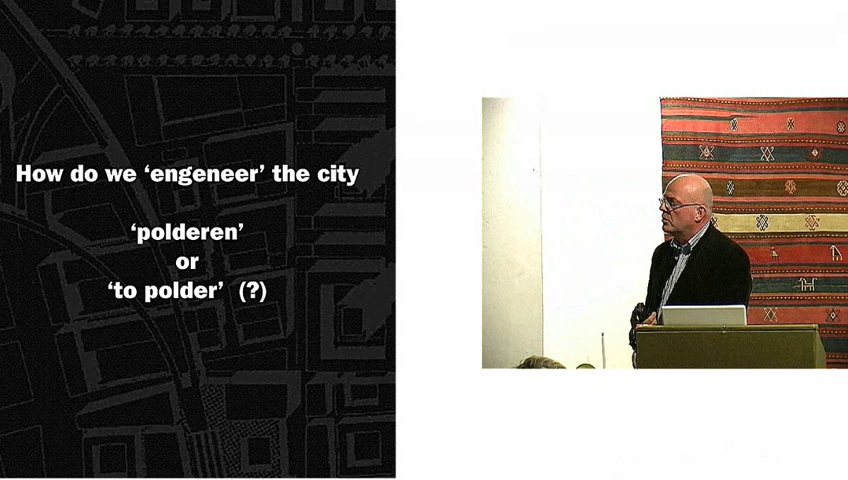 How do we ‘engeneer’ the city
‘polderen’
or
‘to polder’ (?)